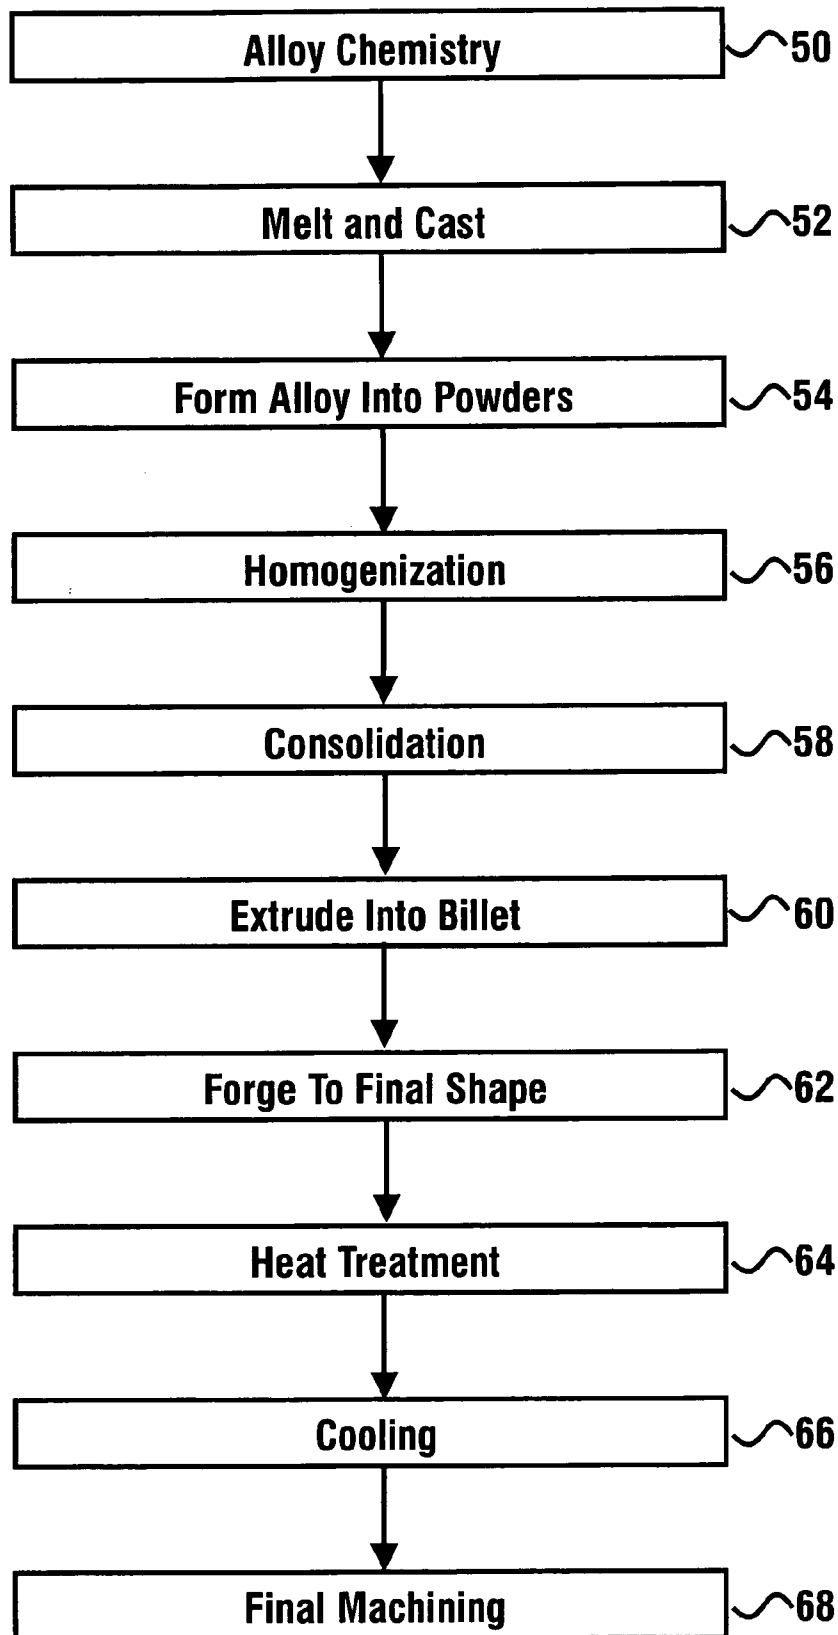 Alloy Chemistry 50
Melt and Cast 52
Form Alloy Into Powders 54
Homogenization 56
Consolidation 58
Extrude Into Billet 60
Forge To Final Shape 62
Heat Treatment 64
Cooling 66
Final Machining 68